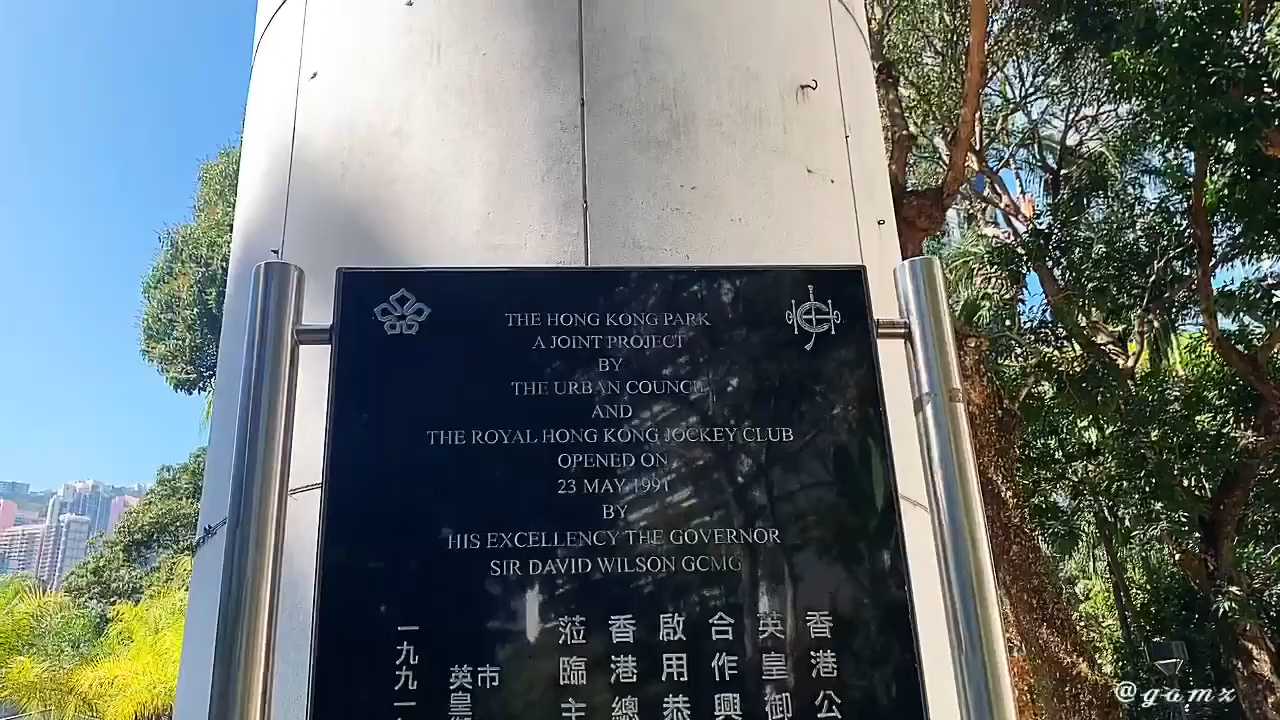 THE HONG KONG PARK
A JOINT PROJECT
BY
THE URBAN COUNCIL
AND
THE ROYAL HONG KONG JOCKEY CLUB
OPENED ON
23 MAY 1991
BY
HIS EXCELLENCY THE GOVERNOR
SIR DAVID WILSON GCMG
香港公
英皇御
合作興
啟用恭
香港總
蒞臨主
市
英皇御
一九九一
@gomz